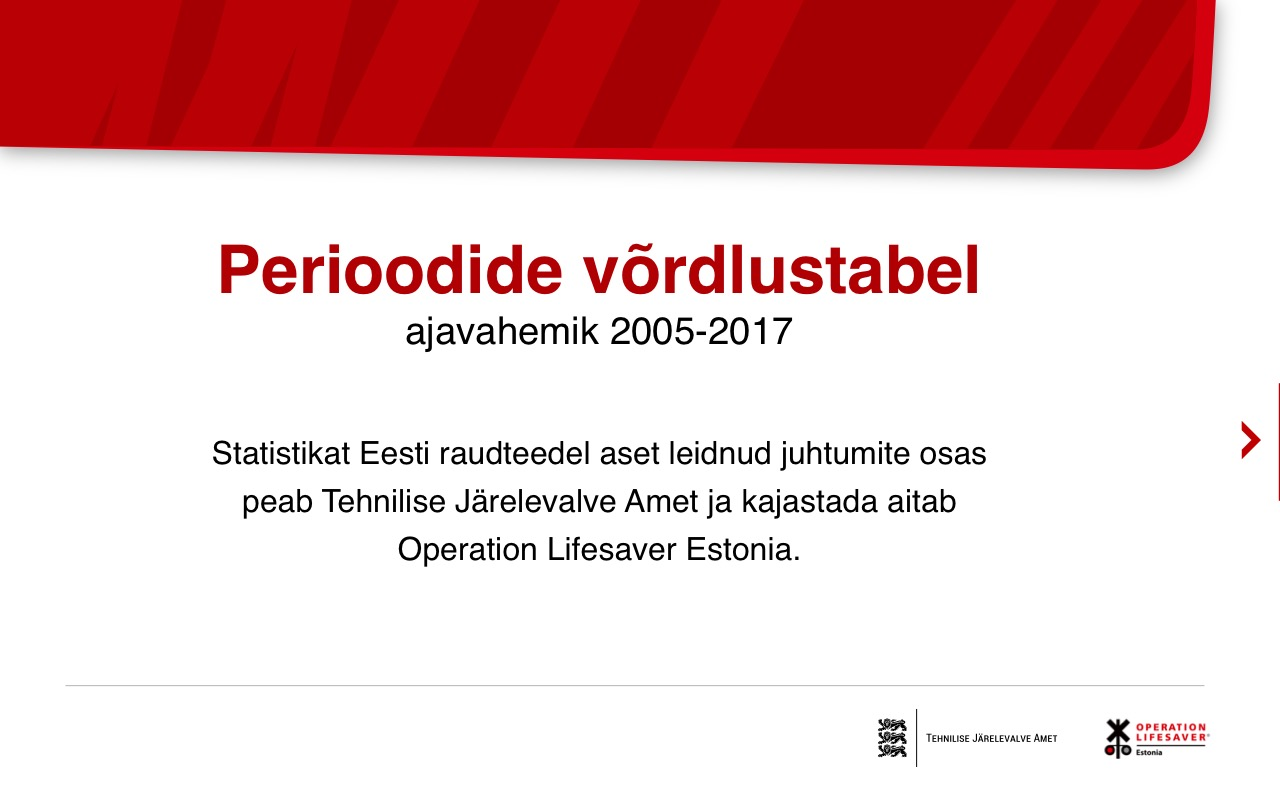 Perioodide võrdlustabel
ajavahemik 2005-2017
Statistikat Eesti raudteedel aset leidnud juhtumite osas
peab Tehnilise Järelevalve Amet ja kajastada aitab
Operation Lifesaver Estonia.
TEHNILISE JÄRELEVALVE AMET
OPERATION
LIFESAVER®
Estonia